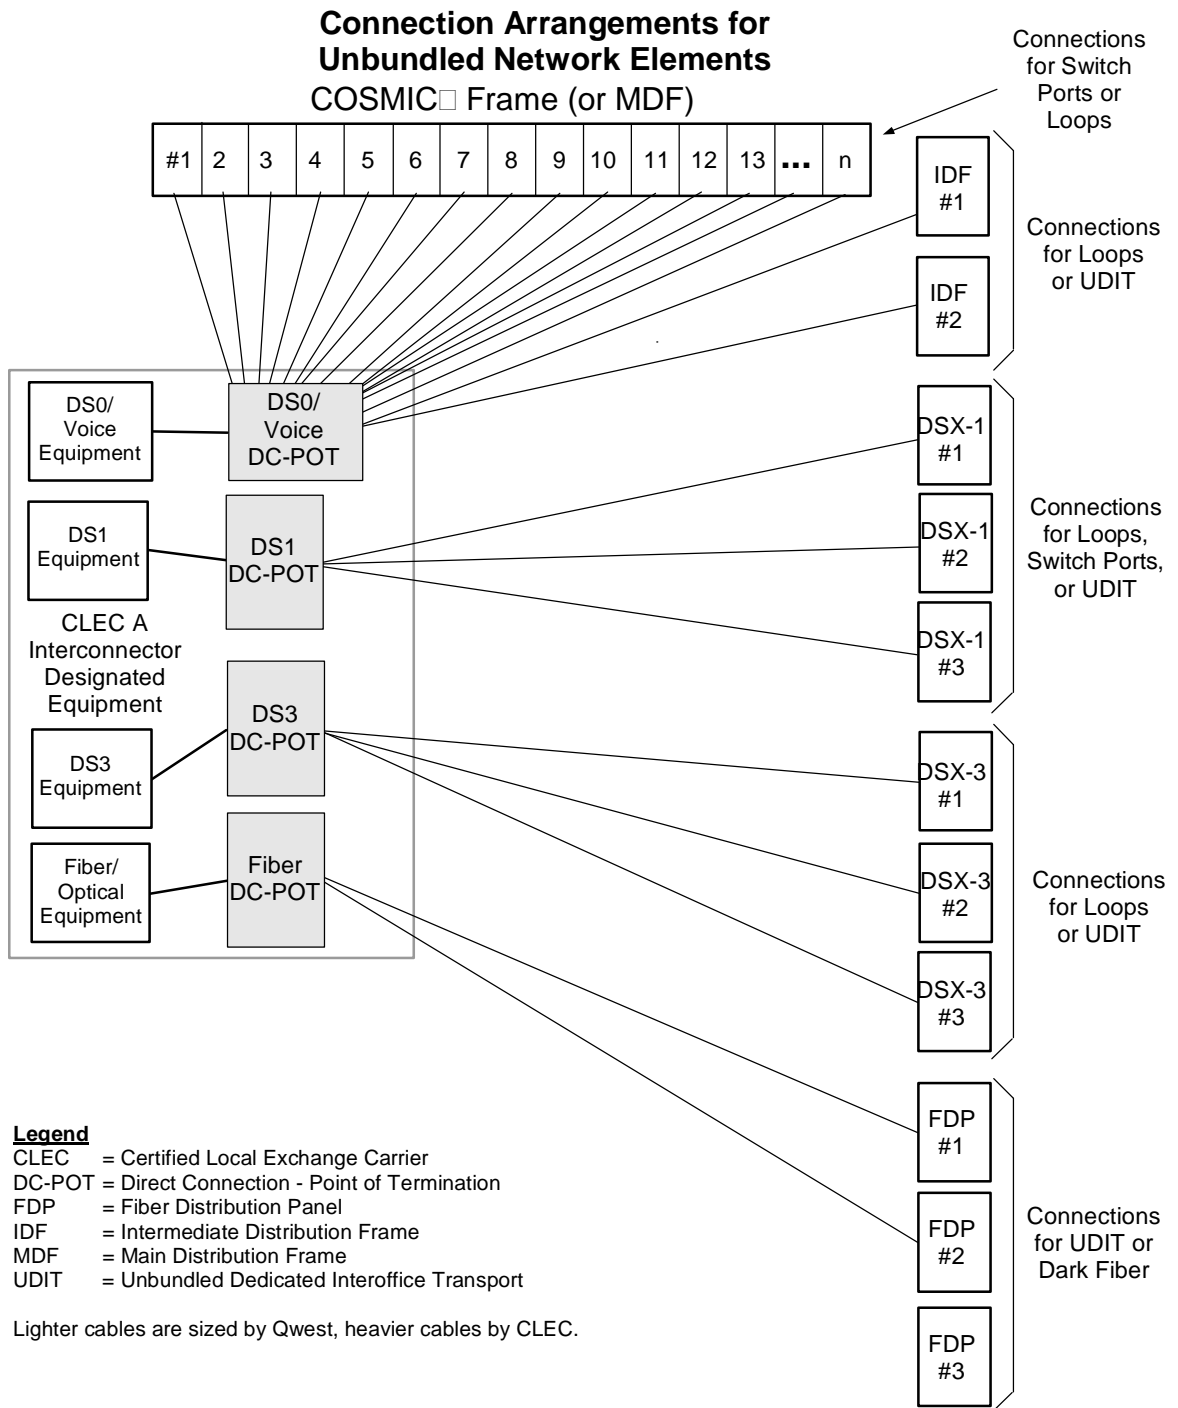 Connection Arrangements for
Unbundled Network Elements
COSMIC□ Frame (or MDF)
Connections
for Switch
Ports or
Loops
#1 2 3 4 5 6 7 8 9 10 11 12 13 ... n
IDF
#1
IDF
#2
Connections
for Loops
or UDIT
DS0/
Voice
Equipment
DS0/
Voice
DC-POT
DS1
Equipment
DS1
DC-POT
CLEC A
Interconnector
Designated
Equipment
DS3
Equipment
DS3
DC-POT
Fiber/
Optical
Equipment
Fiber
DC-POT
DSX-1
#1
DSX-1
#2
DSX-1
#3
Connections
for Loops,
Switch Ports,
or UDIT
DSX-3
#1
DSX-3
#2
DSX-3
#3
Connections
for Loops
or UDIT
FDP
#1
FDP
#2
FDP
#3
Connections
for UDIT or
Dark Fiber
Legend
CLEC = Certified Local Exchange Carrier
DC-POT = Direct Connection - Point of Termination
FDP = Fiber Distribution Panel
IDF = Intermediate Distribution Frame
MDF = Main Distribution Frame
UDIT = Unbundled Dedicated Interoffice Transport
Lighter cables are sized by Qwest, heavier cables by CLEC.